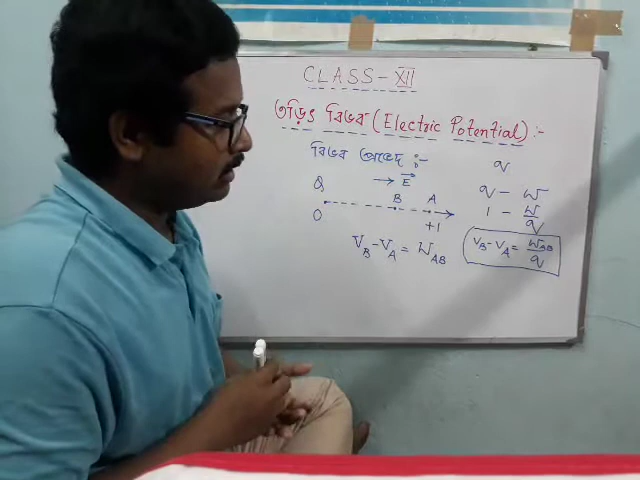 CLASS - XII
তড়িৎ বিভব (Electric Potential) :-
বিভব প্রভেদ :-
Q → E⃗
B A
O +1
V_B - V_A = W_AB
q
q - W
1 - W/q
V_B - V_A = W_AB/q